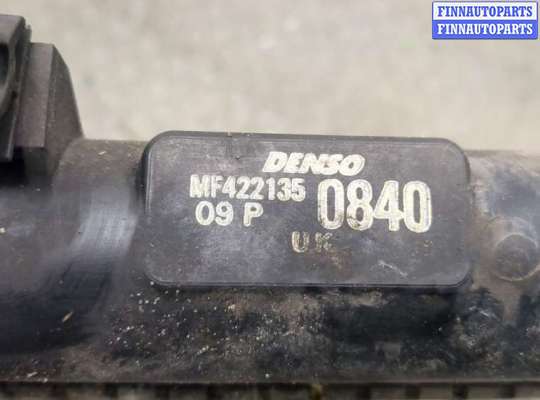 FINNAUTOPARTS
FINNAUTOPARTS
DENSO
MF422135 0840
09 P
UK